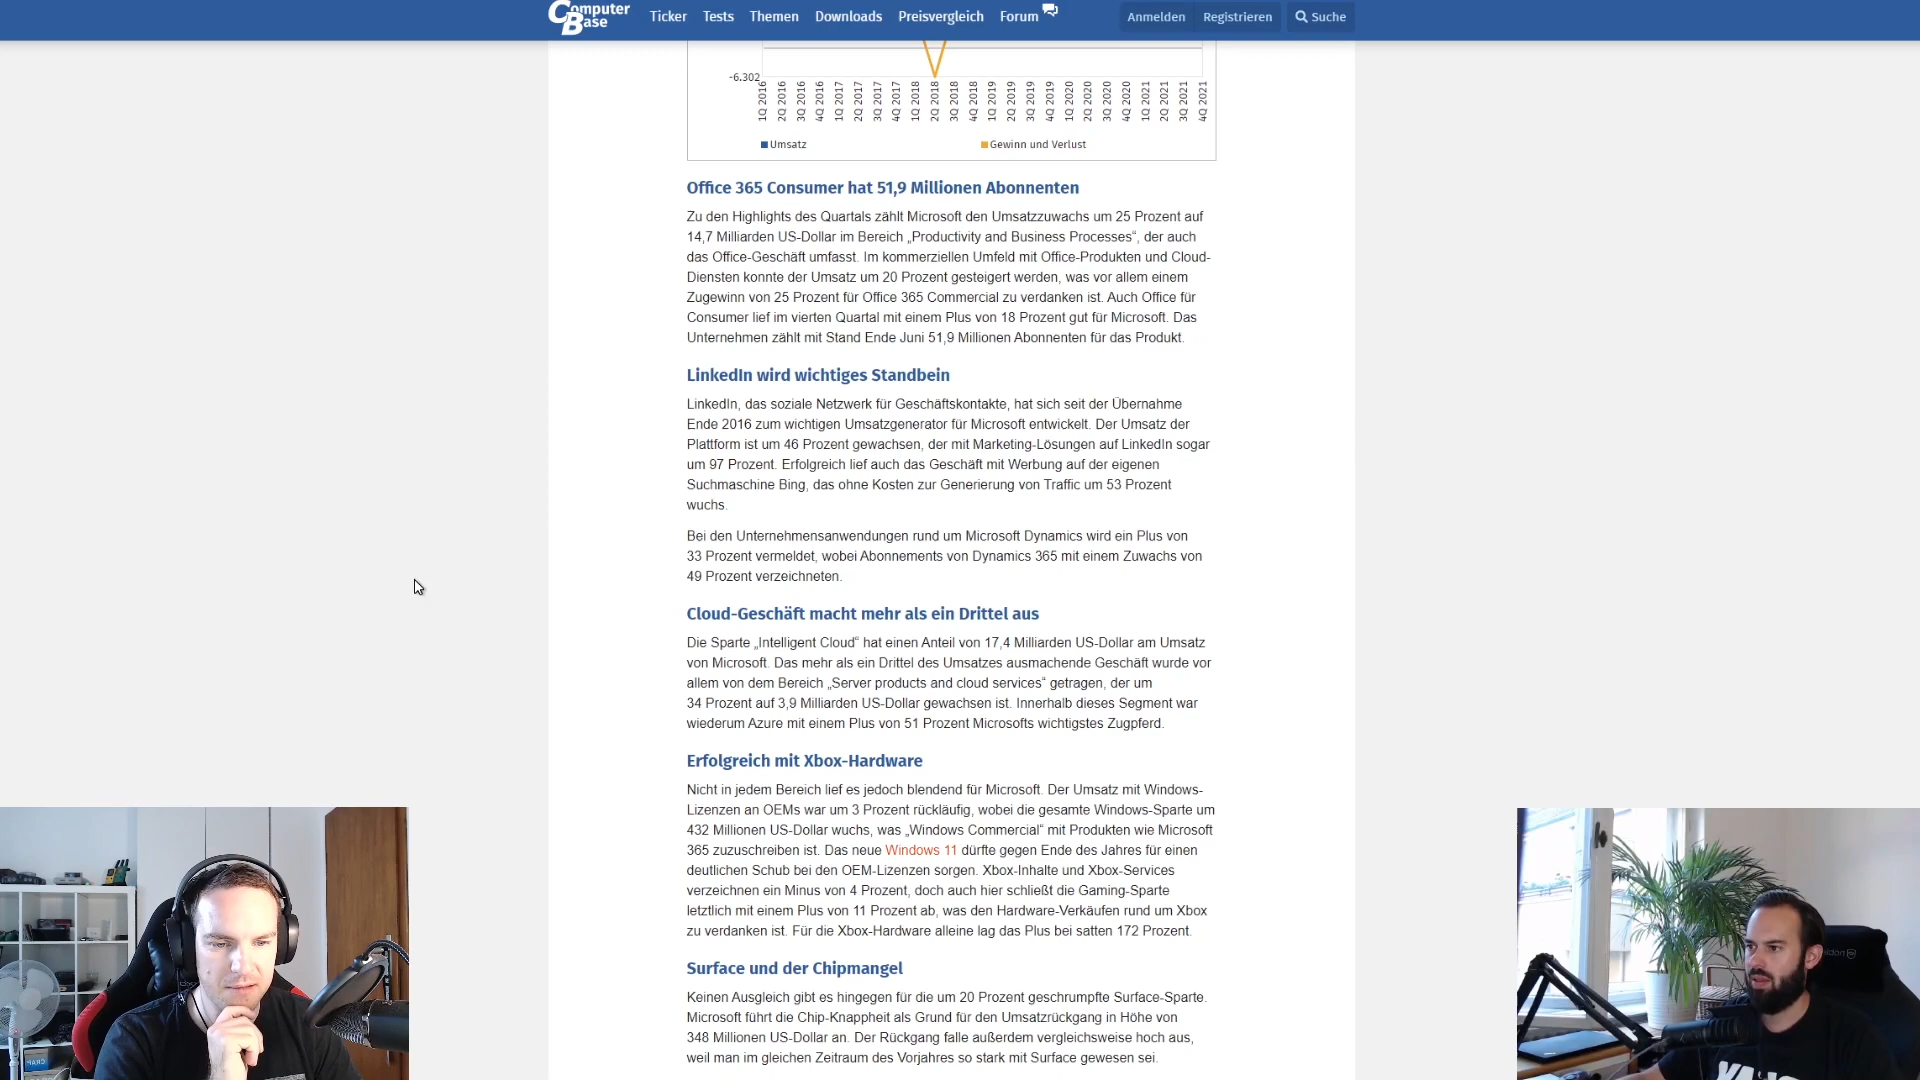 Computer
Base
Ticker
Tests
Themen
Downloads
Preisvergleich
Forum
Anmelden
Registrieren
Suche
-6.302
1Q 2016
2Q 2016
3Q 2016
4Q 2016
1Q 2017
2Q 2017
3Q 2017
4Q 2017
1Q 2018
2Q 2018
3Q 2018
4Q 2018
1Q 2019
2Q 2019
3Q 2019
4Q 2019
1Q 2020
2Q 2020
3Q 2020
4Q 2020
1Q 2021
2Q 2021
3Q 2021
4Q 2021
Umsatz
Gewinn und Verlust
Office 365 Consumer hat 51,9 Millionen Abonnenten
Zu den Highlights des Quartals zählt Microsoft den Umsatzzuwachs um 25 Prozent auf
14,7 Milliarden US-Dollar im Bereich „Productivity and Business Processes“, der auch
das Office-Geschäft umfasst. Im kommerziellen Umfeld mit Office-Produkten und Cloud-
Diensten konnte der Umsatz um 20 Prozent gesteigert werden, was vor allem einem
Zugewinn von 25 Prozent für Office 365 Commercial zu verdanken ist. Auch Office für
Consumer lief im vierten Quartal mit einem Plus von 18 Prozent gut für Microsoft. Das
Unternehmen zählt mit Stand Ende Juni 51,9 Millionen Abonnenten für das Produkt.
LinkedIn wird wichtiges Standbein
LinkedIn, das soziale Netzwerk für Geschäftskontakte, hat sich seit der Übernahme
Ende 2016 zum wichtigen Umsatzgenerator für Microsoft entwickelt. Der Umsatz der
Plattform ist um 46 Prozent gewachsen, der mit Marketing-Lösungen auf LinkedIn sogar
um 97 Prozent. Erfolgreich lief auch das Geschäft mit Werbung auf der eigenen
Suchmaschine Bing, das ohne Kosten zur Generierung von Traffic um 53 Prozent
wuchs.
Bei den Unternehmensanwendungen rund um Microsoft Dynamics wird ein Plus von
33 Prozent vermeldet, wobei Abonnements von Dynamics 365 mit einem Zuwachs von
49 Prozent verzeichneten.
Cloud-Geschäft macht mehr als ein Drittel aus
Die Sparte „Intelligent Cloud“ hat einen Anteil von 17,4 Milliarden US-Dollar am Umsatz
von Microsoft. Das mehr als ein Drittel des Umsatzes ausmachende Geschäft wurde vor
allem von dem Bereich „Server products and cloud services“ getragen, der um
34 Prozent auf 3,9 Milliarden US-Dollar gewachsen ist. Innerhalb dieses Segment war
wiederum Azure mit einem Plus von 51 Prozent Microsofts wichtigstes Zugpferd.
Erfolgreich mit Xbox-Hardware
Nicht in jedem Bereich lief es jedoch blendend für Microsoft. Der Umsatz mit Windows-
Lizenzen an OEMs war um 3 Prozent rückläufig, wobei die gesamte Windows-Sparte um
432 Millionen US-Dollar wuchs, was „Windows Commercial“ mit Produkten wie Microsoft
365 zuzuschreiben ist. Das neue Windows 11 dürfte gegen Ende des Jahres für einen
deutlichen Schub bei den OEM-Lizenzen sorgen. Xbox-Inhalte und Xbox-Services
verzeichnen ein Minus von 4 Prozent, doch auch hier schließt die Gaming-Sparte
letztlich mit einem Plus von 11 Prozent ab, was den Hardware-Verkäufen rund um Xbox
zu verdanken ist. Für die Xbox-Hardware alleine lag das Plus bei satten 172 Prozent.
Surface und der Chipmangel
Keinen Ausgleich gibt es hingegen für die um 20 Prozent geschrumpfte Surface-Sparte.
Microsoft führt die Chip-Knappheit als Grund für den Umsatzrückgang in Höhe von
348 Millionen US-Dollar an. Der Rückgang falle außerdem vergleichsweise hoch aus,
weil man im gleichen Zeitraum des Vorjahres so stark mit Surface gewesen sei.